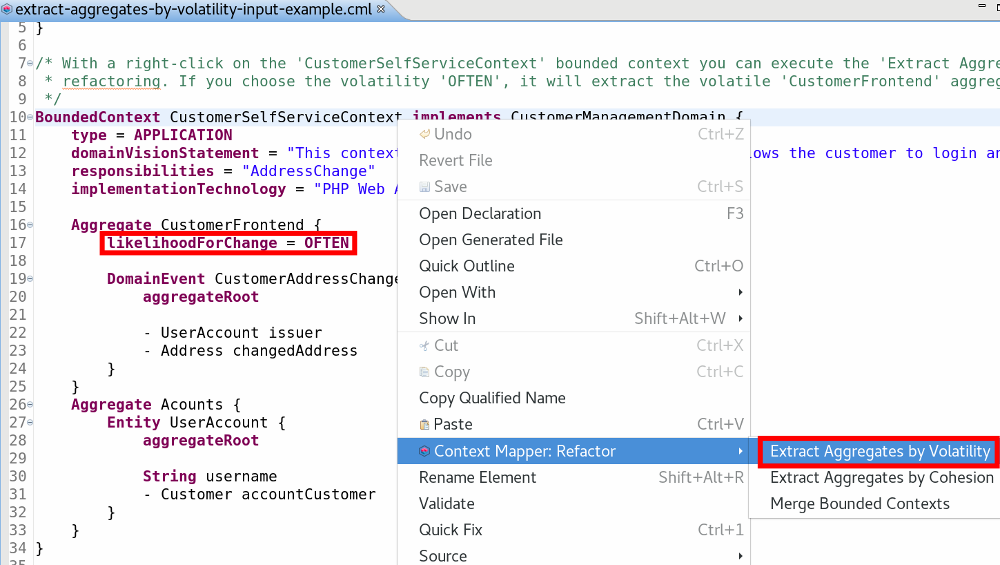 extract-aggregates-by-volatility-input-example.cml
5 }
6
7 /* With a right-click on the 'CustomerSelfServiceContext' bounded context you can execute the 'Extract Aggre
8 * refactoring. If you choose the volatility 'OFTEN', it will extract the volatile 'CustomerFrontend' aggreg
9 */
10 BoundedContext CustomerSelfServiceContext implements CustomerManagementDomain {
11 type = APPLICATION
12 domainVisionStatement = "This context lows the customer to login an
13 responsibilities = "AddressChange"
14 implementationTechnology = "PHP Web A
15
16 Aggregate CustomerFrontend {
17 likelihoodForChange = OFTEN
18
19 DomainEvent CustomerAddressChange
20 aggregateRoot
21
22 - UserAccount issuer
23 - Address changedAddress
24 }
25 }
26 Aggregate Acounts {
27 Entity UserAccount {
28 aggregateRoot
29
30 String username
31 - Customer accountCustomer
32 }
33 }
34 }
35
Undo Ctrl+Z
Revert File
Save Ctrl+S
Open Declaration F3
Open Generated File
Quick Outline Ctrl+O
Open With
Show In Shift+Alt+W
Cut Ctrl+X
Copy Ctrl+C
Copy Qualified Name
Paste Ctrl+V
Context Mapper: Refactor
Rename Element Shift+Alt+R
Validate
Quick Fix Ctrl+1
Source
Extract Aggregates by Volatility
Extract Aggregates by Cohesion
Merge Bounded Contexts